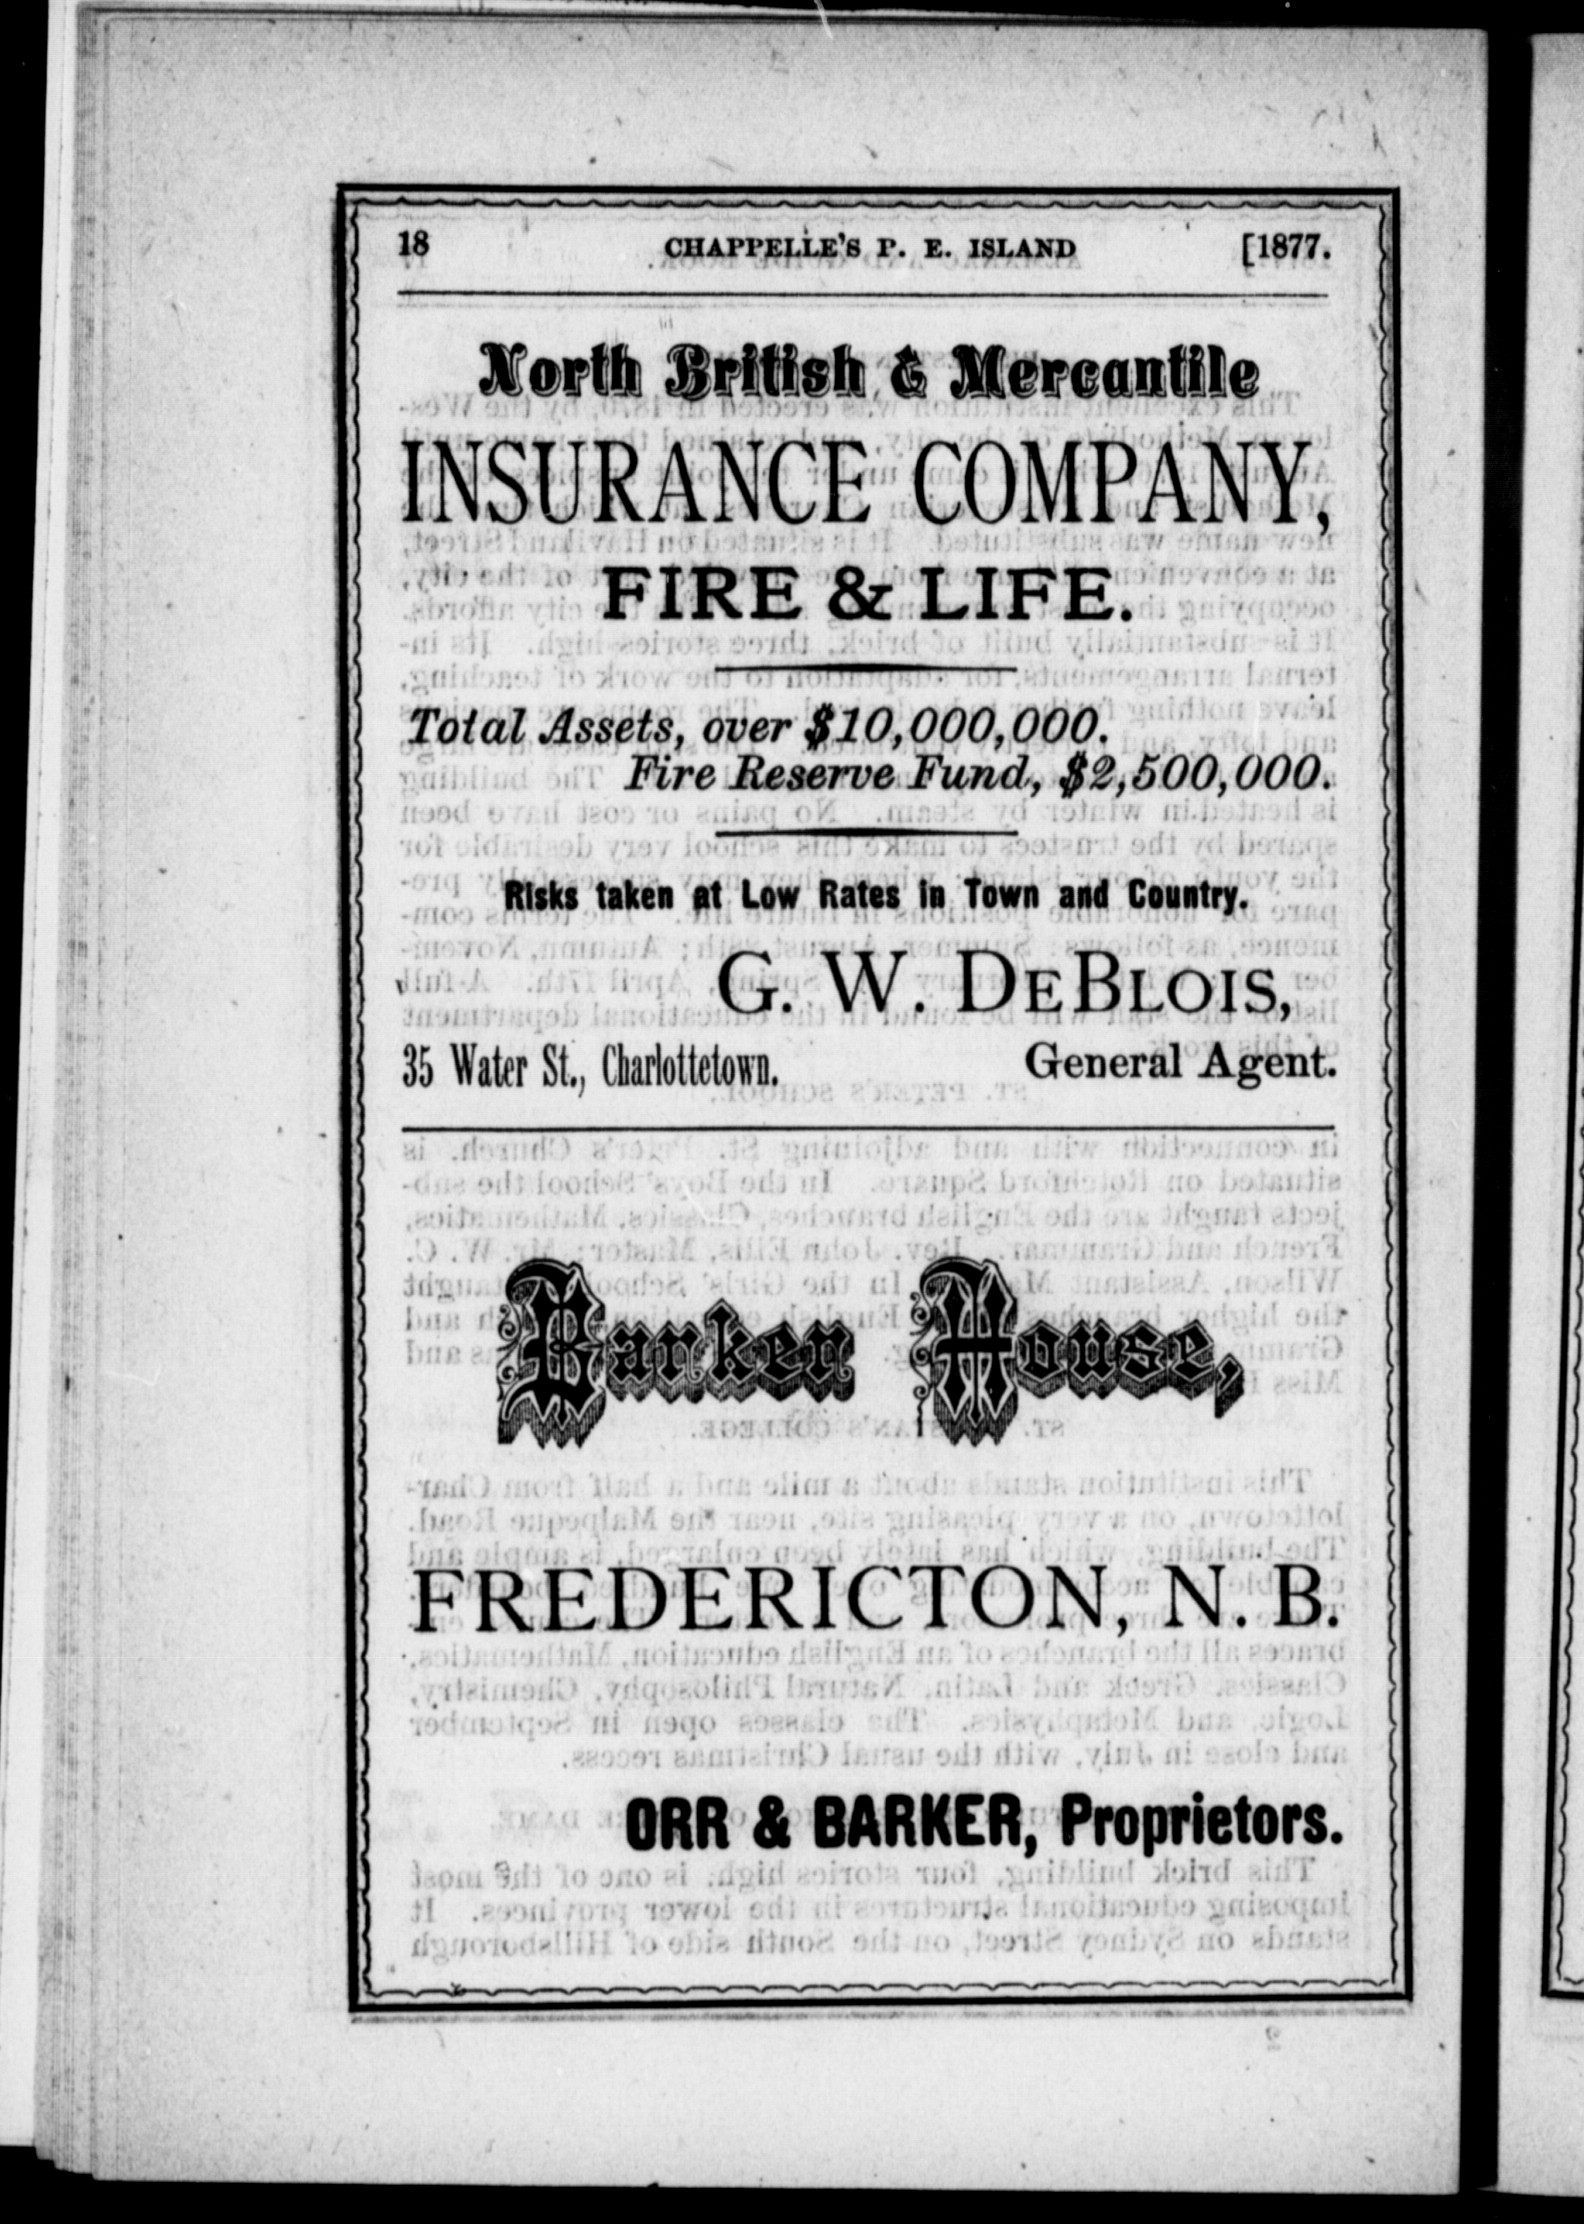 18 CHAPPELLE'S P. E. ISLAND [1877.
North British & Mercantile
INSURANCE COMPANY,
FIRE & LIFE.
Total Assets, over $10,000,000.
Fire Reserve Fund, $2,500,000.
Risks taken at Low Rates in Town and Country.
G. W. DEBLOIS,
35 Water St., Charlottetown. General Agent.
Barker House,
FREDERICTON, N. B.
ORR & BARKER, Proprietors.